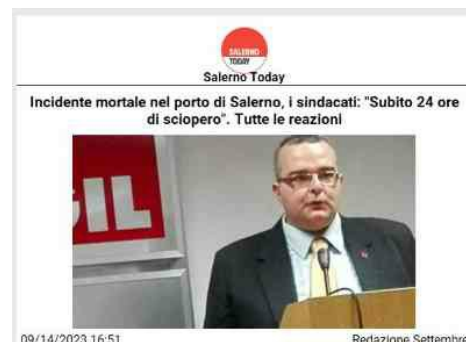 SALERNO
TODAY
Salerno Today
Incidente mortale nel porto di Salerno, i sindacati: "Subito 24 ore
di sciopero". Tutte le reazioni
GIL
09/14/2023 16:51
Redazione Settembre